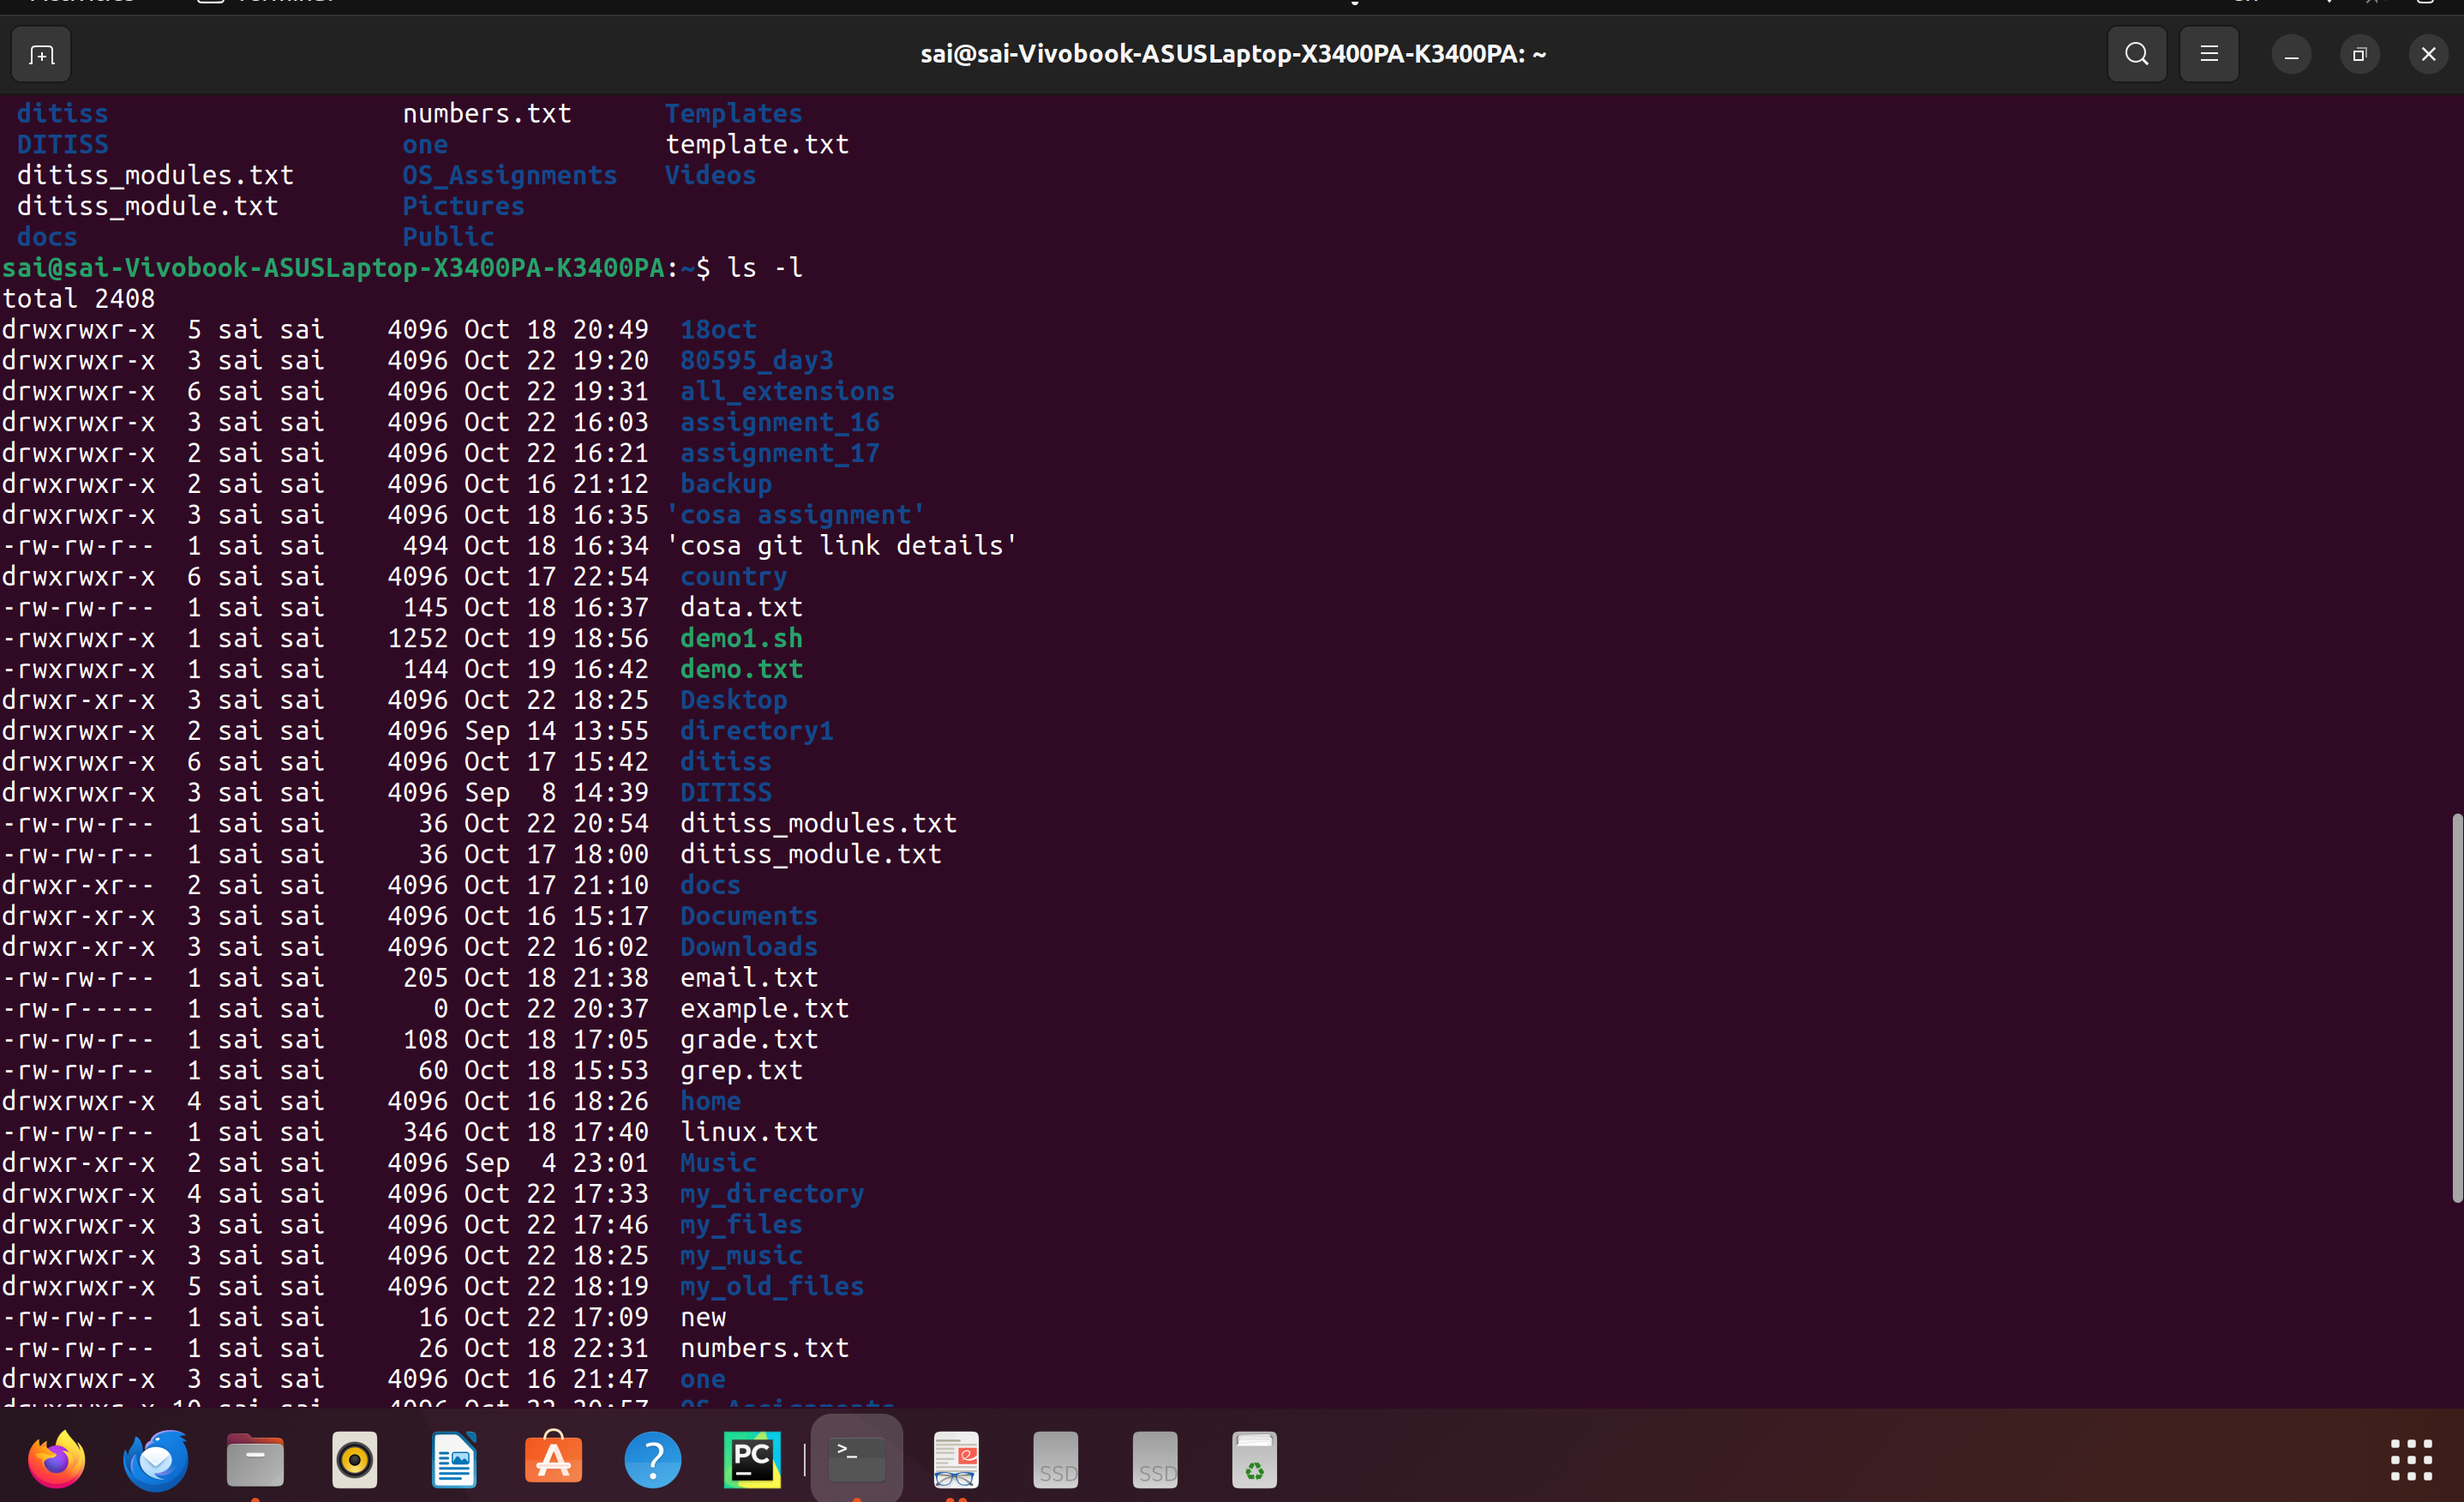 sai@sai-Vivobook-ASUSLaptop-X3400PA-K3400PA: ~
ditiss numbers.txt Templates
DITISS one template.txt
ditiss_modules.txt OS_Assignments Videos
ditiss_module.txt Pictures
docs Public
sai@sai-Vivobook-ASUSLaptop-X3400PA-K3400PA:~$ ls -l
total 2408
drwxrwxr-x 5 sai sai 4096 Oct 18 20:49 18oct
drwxrwxr-x 3 sai sai 4096 Oct 22 19:20 80595_day3
drwxrwxr-x 6 sai sai 4096 Oct 22 19:31 all_extensions
drwxrwxr-x 3 sai sai 4096 Oct 22 16:03 assignment_16
drwxrwxr-x 2 sai sai 4096 Oct 22 16:21 assignment_17
drwxrwxr-x 2 sai sai 4096 Oct 16 21:12 backup
drwxrwxr-x 3 sai sai 4096 Oct 18 16:35 'cosa assignment'
-rw-rw-r-- 1 sai sai 494 Oct 18 16:34 'cosa git link details'
drwxrwxr-x 6 sai sai 4096 Oct 17 22:54 country
-rw-rw-r-- 1 sai sai 145 Oct 18 16:37 data.txt
-rwxrwxr-x 1 sai sai 1252 Oct 19 18:56 demo1.sh
-rwxrwxr-x 1 sai sai 144 Oct 19 16:42 demo.txt
drwxr-xr-x 3 sai sai 4096 Oct 22 18:25 Desktop
drwxrwxr-x 2 sai sai 4096 Sep 14 13:55 directory1
drwxrwxr-x 6 sai sai 4096 Oct 17 15:42 ditiss
drwxrwxr-x 3 sai sai 4096 Sep 8 14:39 DITISS
-rw-rw-r-- 1 sai sai 36 Oct 22 20:54 ditiss_modules.txt
-rw-rw-r-- 1 sai sai 36 Oct 17 18:00 ditiss_module.txt
drwxr-xr-- 2 sai sai 4096 Oct 17 21:10 docs
drwxr-xr-x 3 sai sai 4096 Oct 16 15:17 Documents
drwxr-xr-x 3 sai sai 4096 Oct 22 16:02 Downloads
-rw-rw-r-- 1 sai sai 205 Oct 18 21:38 email.txt
-rw-r----- 1 sai sai 0 Oct 22 20:37 example.txt
-rw-rw-r-- 1 sai sai 108 Oct 18 17:05 grade.txt
-rw-rw-r-- 1 sai sai 60 Oct 18 15:53 grep.txt
drwxrwxr-x 4 sai sai 4096 Oct 16 18:26 home
-rw-rw-r-- 1 sai sai 346 Oct 18 17:40 linux.txt
drwxr-xr-x 2 sai sai 4096 Sep 4 23:01 Music
drwxrwxr-x 4 sai sai 4096 Oct 22 17:33 my_directory
drwxrwxr-x 3 sai sai 4096 Oct 22 17:46 my_files
drwxrwxr-x 3 sai sai 4096 Oct 22 18:25 my_music
drwxrwxr-x 5 sai sai 4096 Oct 22 18:19 my_old_files
-rw-rw-r-- 1 sai sai 16 Oct 22 17:09 new
-rw-rw-r-- 1 sai sai 26 Oct 18 22:31 numbers.txt
drwxrwxr-x 3 sai sai 4096 Oct 16 21:47 one
PC >_ SSD SSD